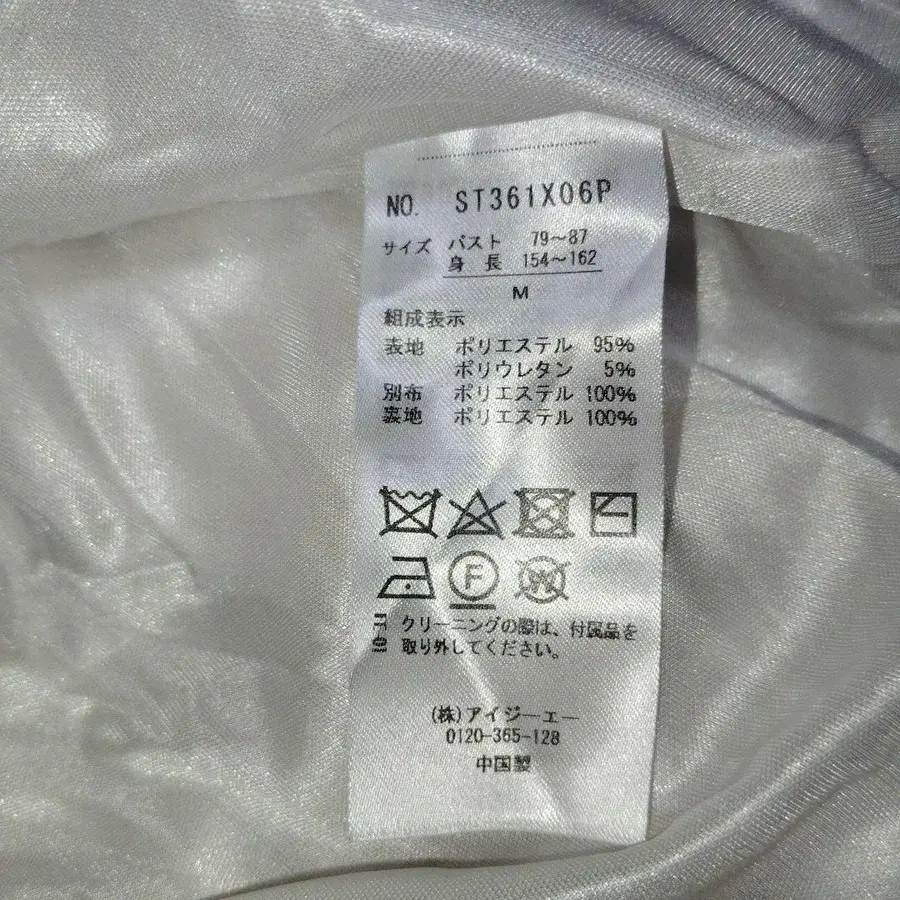 NO. ST361X06P
サイズ バスト 79~87
身長 154~162
M
組成表示
表地 ポリエステル 95%
ポリウレタン 5%
別布 ポリエステル 100%
裏地 ポリエステル 100%
F
W
クリーニングの際は、付属品を
取り外してください。
(株)アイジーエー
0120-365-128
中国製